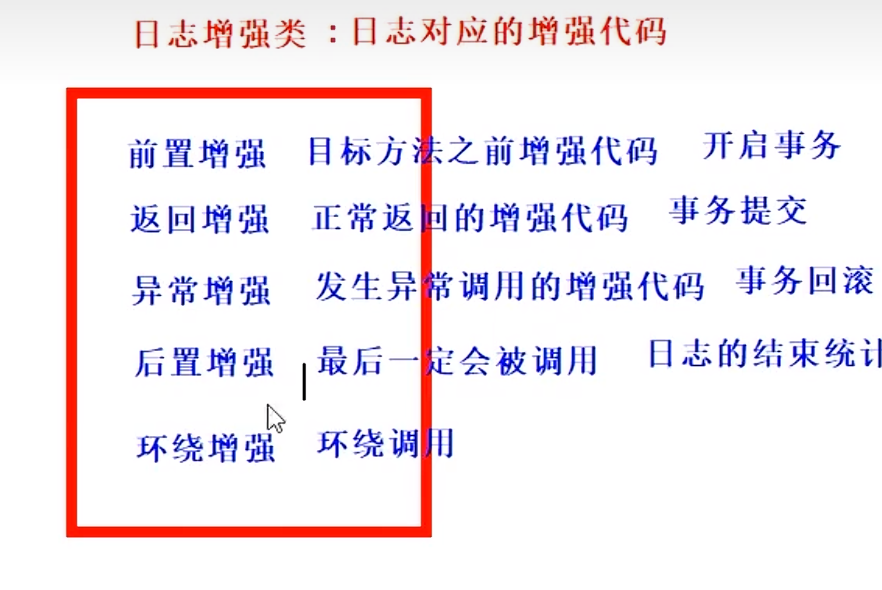 日志增强类 ：日志对应的增强代码
前置增强 目标方法之前增强代码 开启事务
返回增强 正常返回的增强代码 事务提交
异常增强 发生异常调用的增强代码 事务回滚
后置增强 最后一定会被调用 日志的结束统计
环绕增强 环绕调用